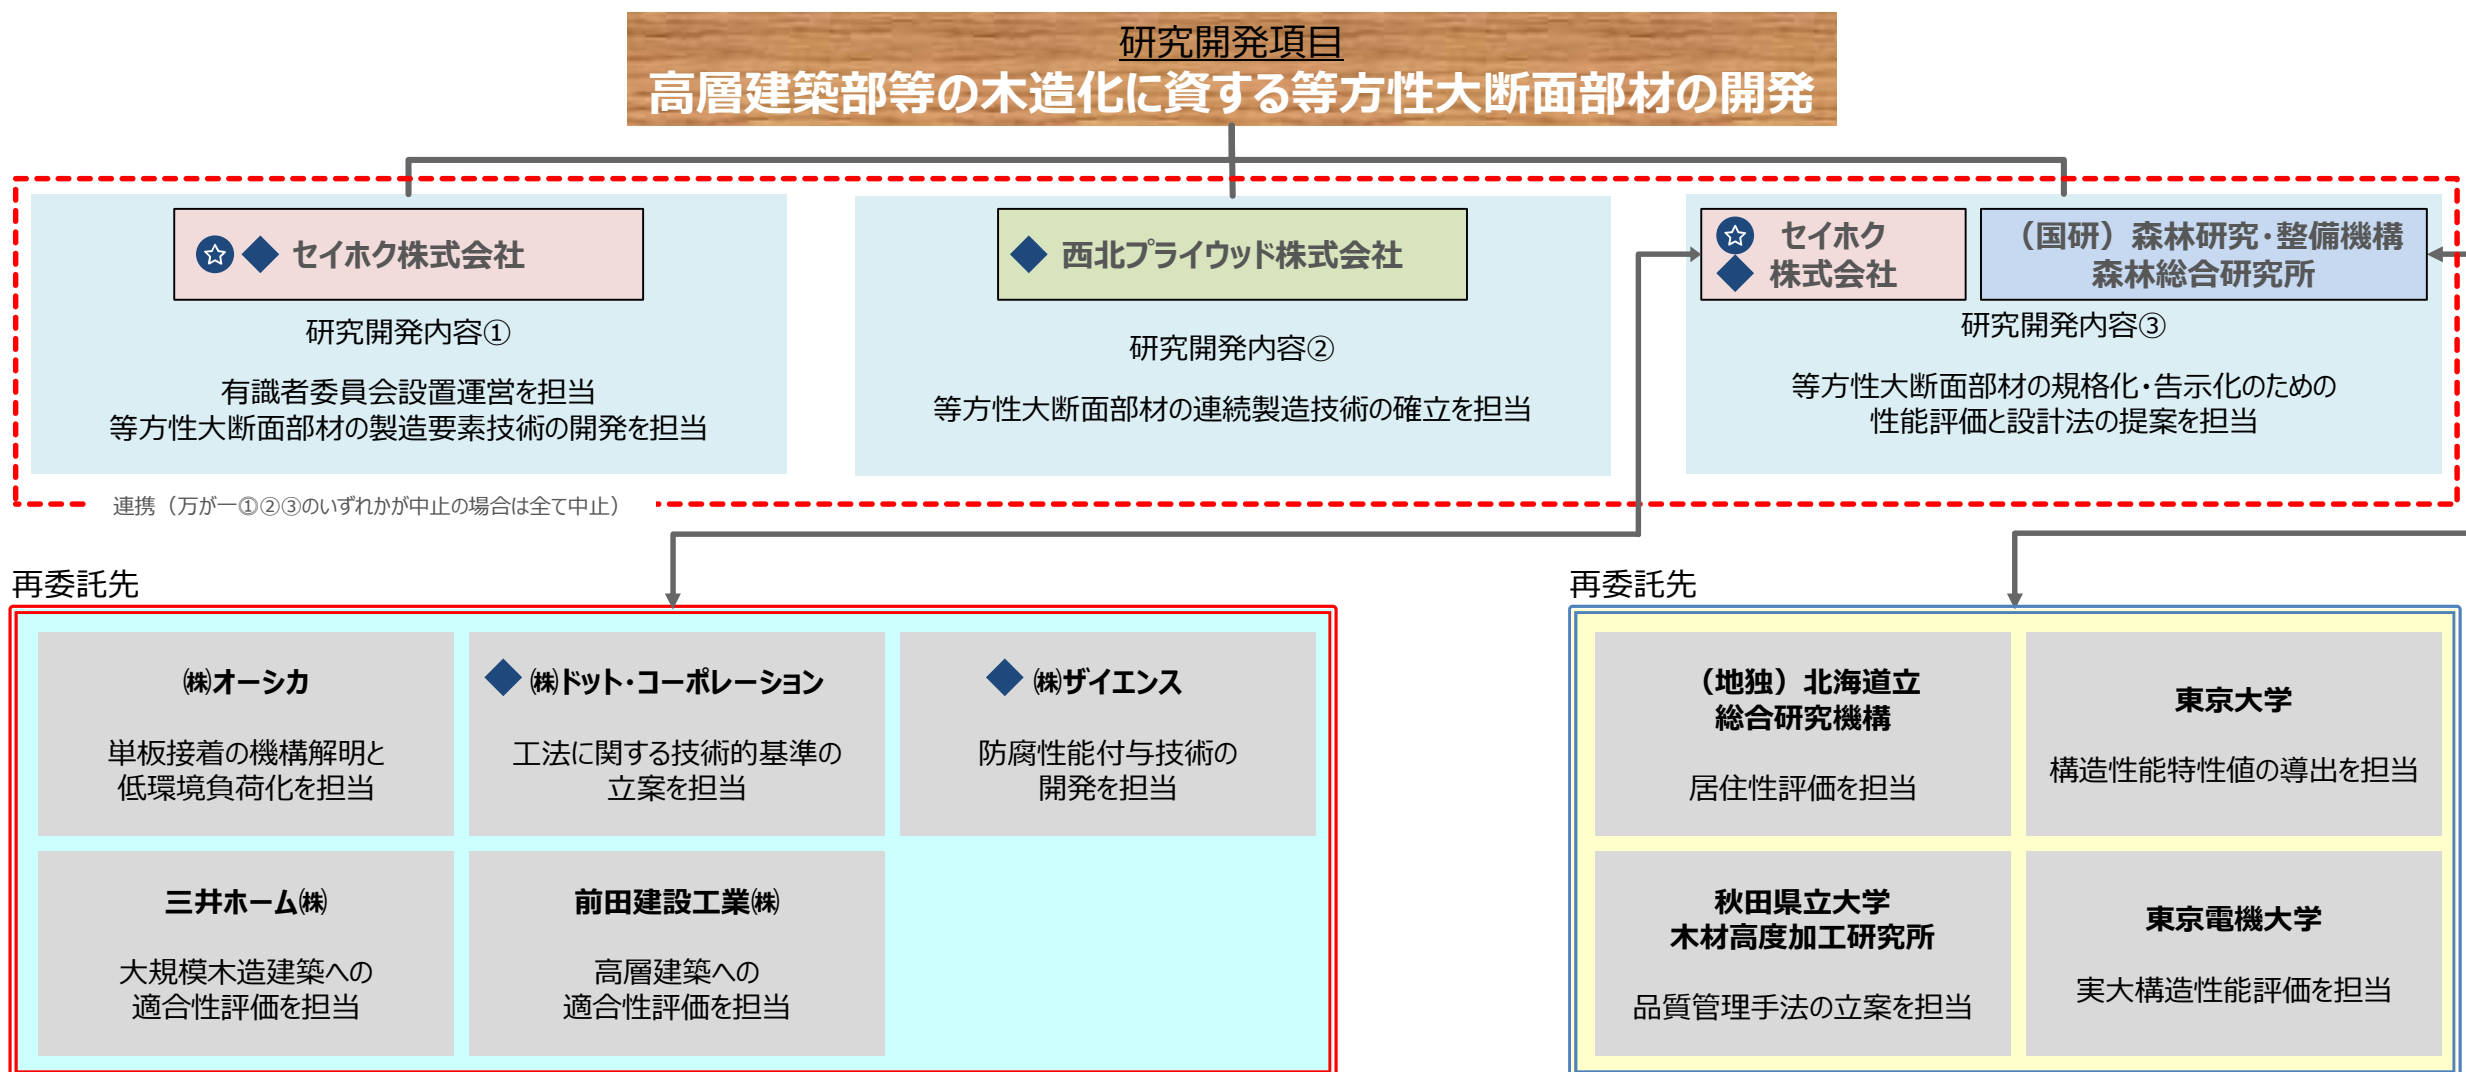 研究開発項目
高層建築部等の木造化に資する等方性大断面部材の開発
セイホク株式会社
研究開発内容①
有識者委員会設置運営を担当
等方性大断面部材の製造要素技術の開発を担当
西北プライウッド株式会社
研究開発内容②
等方性大断面部材の連続製造技術の確立を担当
セイホク
株式会社
（国研）森林研究・整備機構
森林総合研究所
研究開発内容③
等方性大断面部材の規格化・告示化のための
性能評価と設計法の提案を担当
連携（万が一①②③のいずれかが中止の場合は全て中止）
再委託先
㈱オーシカ
単板接着の機構解明と
低環境負荷化を担当
㈱ドット・コーポレーション
工法に関する技術的基準の
立案を担当
㈱ザイエンス
防腐性能付与技術の
開発を担当
三井ホーム㈱
大規模木造建築への
適合性評価を担当
前田建設工業㈱
高層建築への
適合性評価を担当
再委託先
（地独）北海道立
総合研究機構
居住性評価を担当
東京大学
構造性能特性値の導出を担当
秋田県立大学
木材高度加工研究所
品質管理手法の立案を担当
東京電機大学
実大構造性能評価を担当